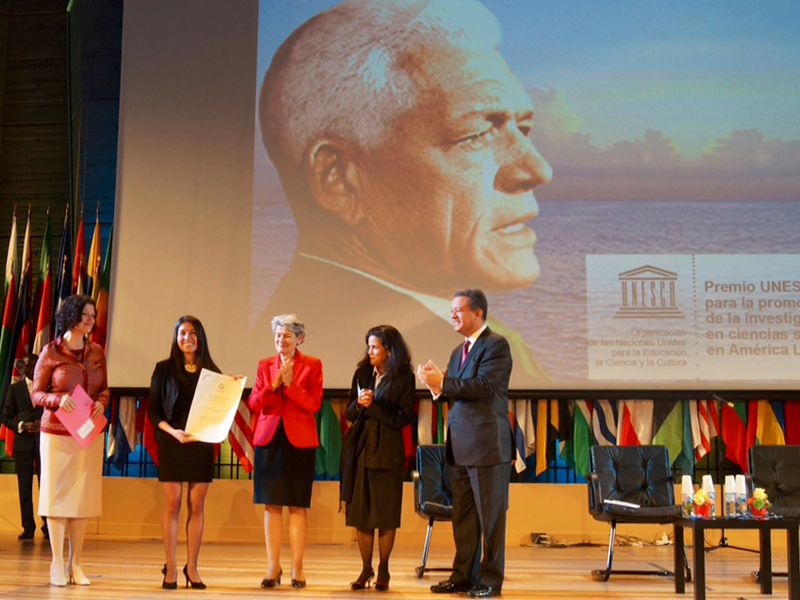 UNESCO
Organización
de las Naciones Unidas
para la Educación,
la Ciencia y la Cultura
Premio UNES
para la promo
de la investiga
en ciencias s
en América L